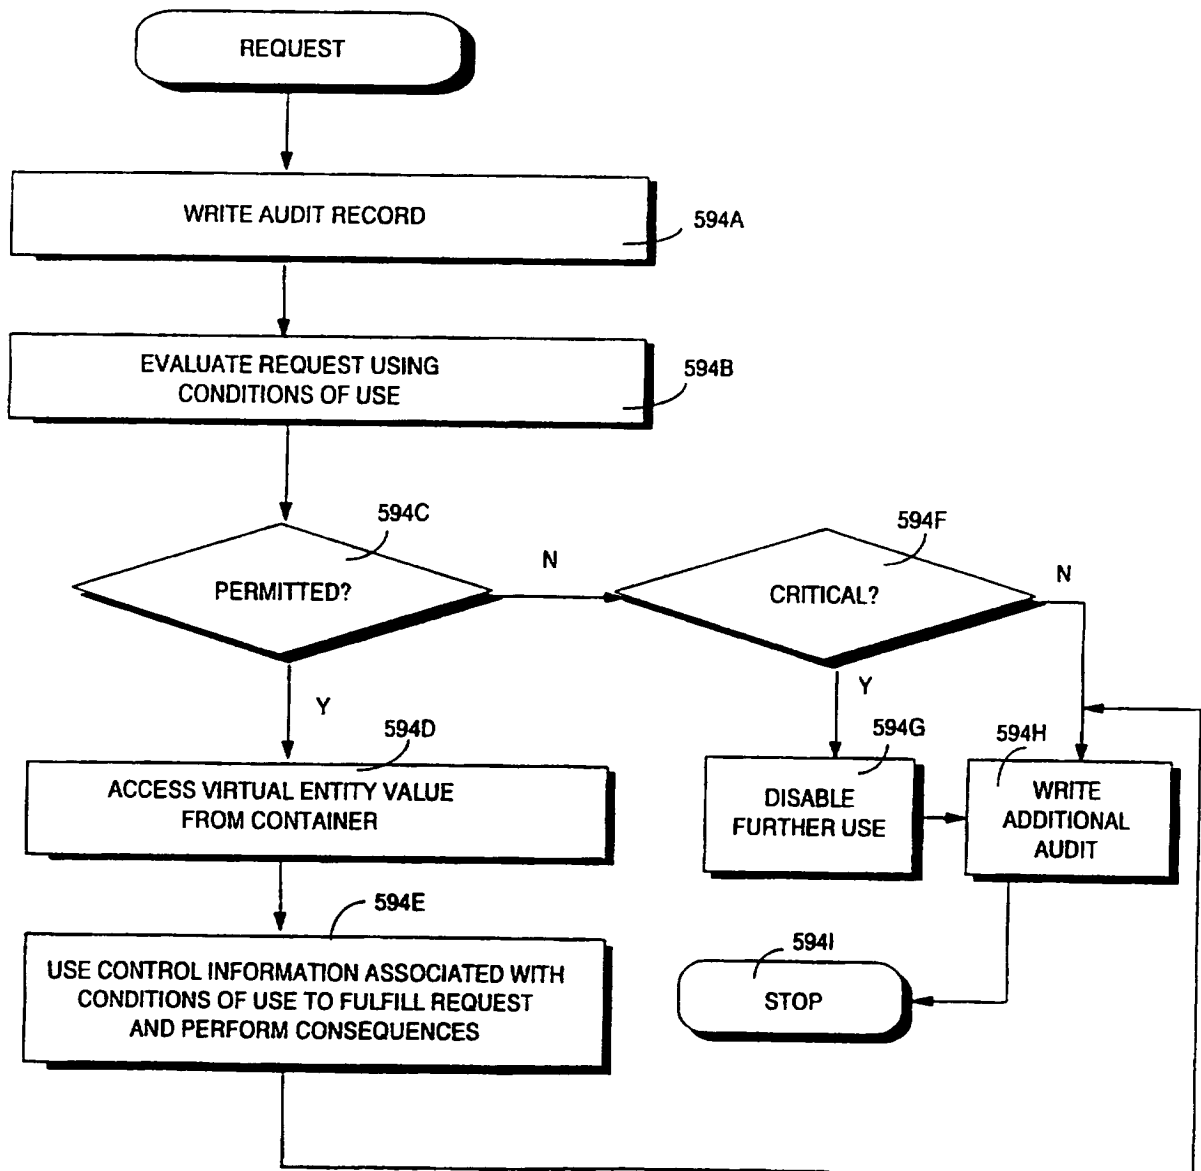 REQUEST
WRITE AUDIT RECORD
594A
EVALUATE REQUEST USING
CONDITIONS OF USE
594B
594C
PERMITTED?
N
594F
CRITICAL?
N
Y
Y
594D
ACCESS VIRTUAL ENTITY VALUE
FROM CONTAINER
594G
DISABLE
FURTHER USE
594H
WRITE
ADDITIONAL
AUDIT
594E
USE CONTROL INFORMATION ASSOCIATED WITH
CONDITIONS OF USE TO FULFILL REQUEST
AND PERFORM CONSEQUENCES
594I
STOP